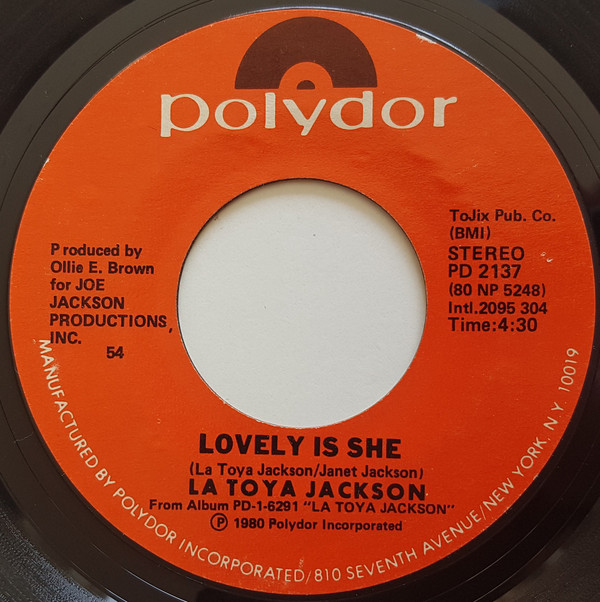 polydor
Produced by
Ollie E. Brown
for JOE
JACKSON
PRODUCTIONS,
INC.
54
ToJix Pub. Co.
(BMI)
STEREO
PD 2137
(80 NP 5248)
Intl.2095 304
Time:4:30
LOVELY IS SHE
(La Toya Jackson/Janet Jackson)
LA TOYA JACKSON
From Album PD-1-6291 "LA TOYA JACKSON"
Ⓟ 1980 Polydor Incorporated
MANUFACTURED BY POLYDOR INCORPORATED/810 SEVENTH AVENUE/NEW YORK. N.Y. 10019